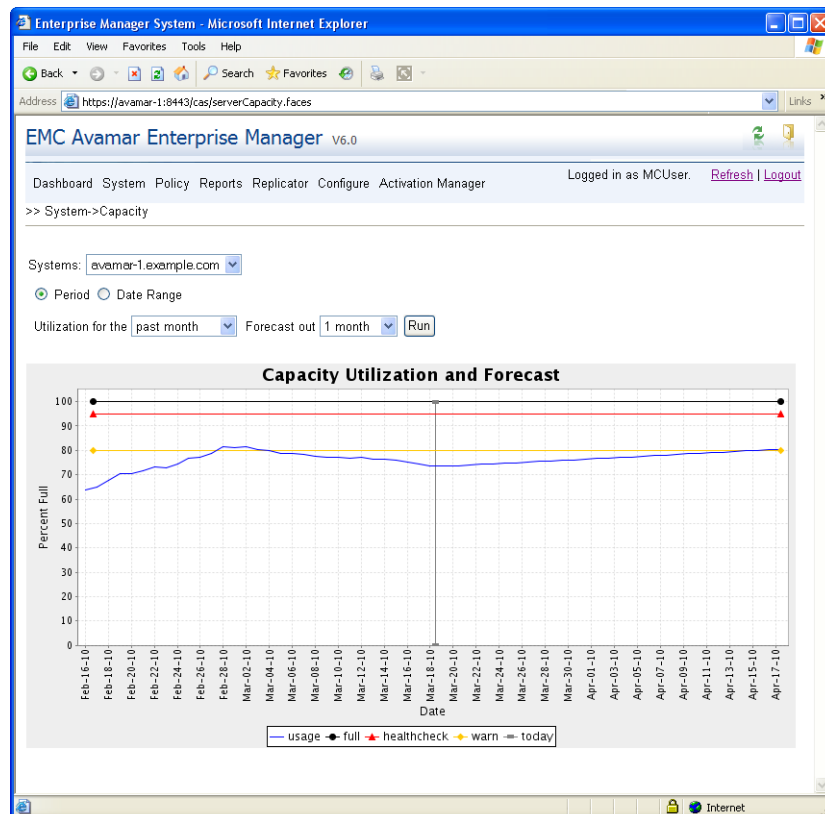 Enterprise Manager System - Microsoft Internet Explorer
File Edit View Favorites Tools Help
Back Search Favorites
Address https://avamar-1:8443/cas/serverCapacity.faces Links
EMC Avamar Enterprise Manager V6.0
Dashboard System Policy Reports Replicator Configure Activation Manager Logged in as MCUser. Refresh | Logout
>> System->Capacity
Systems: avamar-1.example.com
Period Date Range
Utilization for the past month Forecast out 1 month Run
Capacity Utilization and Forecast
100
90
80
70
60
50
40
30
20
10
0
Percent Full
Feb-16-10
Feb-18-10
Feb-20-10
Feb-22-10
Feb-24-10
Feb-26-10
Feb-28-10
Mar-02-10
Mar-04-10
Mar-06-10
Mar-08-10
Mar-10-10
Mar-12-10
Mar-14-10
Mar-16-10
Mar-18-10
Mar-20-10
Mar-22-10
Mar-24-10
Mar-26-10
Mar-28-10
Mar-30-10
Apr-01-10
Apr-03-10
Apr-05-10
Apr-07-10
Apr-09-10
Apr-11-10
Apr-13-10
Apr-15-10
Apr-17-10
Date
usage full healthcheck warn today
Internet